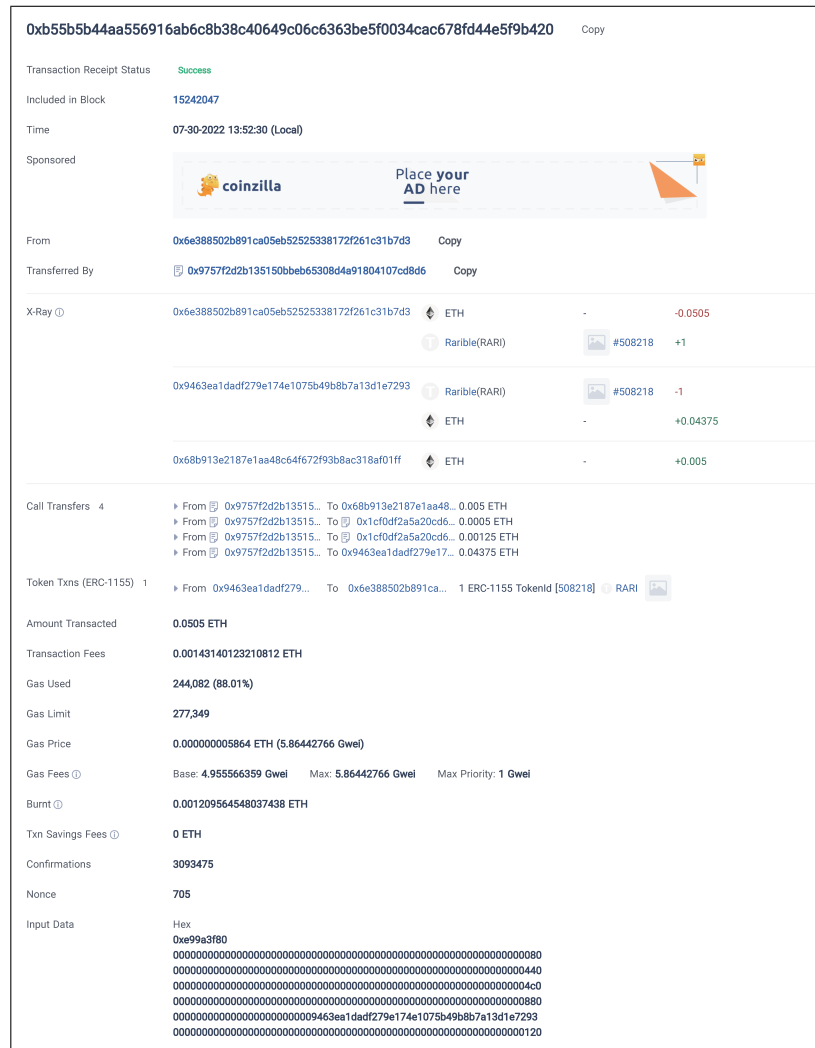 0xb55b5b44aa556916ab6c8b38c40649c06c6363be5f0034cac678fd44e5f9b420 Copy
Transaction Receipt Status Success
Included in Block 15242047
Time 07-30-2022 13:52:30 (Local)
Sponsored
coinzilla
Place your
AD here
From 0x6e388502b891ca05eb52525338172f261c31b7d3 Copy
Transferred By 0x9757f2d2b135150bbeb65308d4a91804107cd8d6 Copy
X-Ray 0x6e388502b891ca05eb52525338172f261c31b7d3 ETH - -0.0505
Rarible(RARI) #508218 +1
0x9463ea1dadf279e174e1075b49b8b7a13d1e7293 Rarible(RARI) #508218 -1
ETH - +0.04375
0x68b913e2187e1aa48c64f672f93b8ac318af01ff ETH - +0.005
Call Transfers 4 From 0x9757f2d2b13515... To 0x68b913e2187e1aa48... 0.005 ETH
From 0x9757f2d2b13515... To 0x1cf0df2a5a20cd6... 0.0005 ETH
From 0x9757f2d2b13515... To 0x1cf0df2a5a20cd6... 0.00125 ETH
From 0x9757f2d2b13515... To 0x9463ea1dadf279e17... 0.04375 ETH
Token Txns (ERC-1155) 1 From 0x9463ea1dadf279... To 0x6e388502b891ca... 1 ERC-1155 TokenId [508218] RARI
Amount Transacted 0.0505 ETH
Transaction Fees 0.00143140123210812 ETH
Gas Used 244,082 (88.01%)
Gas Limit 277,349
Gas Price 0.000000005864 ETH (5.86442766 Gwei)
Gas Fees Base: 4.955566359 Gwei Max: 5.86442766 Gwei Max Priority: 1 Gwei
Burnt 0.001209564548037438 ETH
Txn Savings Fees 0 ETH
Confirmations 3093475
Nonce 705
Input Data Hex
0xe99a3f80
0000000000000000000000000000000000000000000000000000000000000080
0000000000000000000000000000000000000000000000000000000000000440
00000000000000000000000000000000000000000000000000000000000004c0
0000000000000000000000000000000000000000000000000000000000000880
0000000000000000000000009463ea1dadf279e174e1075b49b8b7a13d1e7293
0000000000000000000000000000000000000000000000000000000000000120